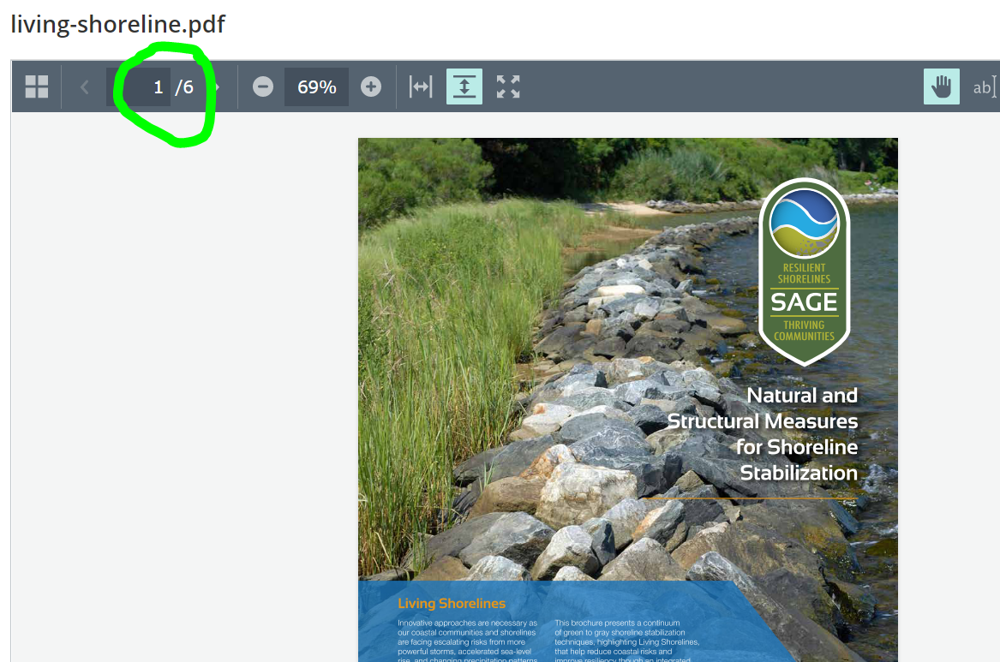 living-shoreline.pdf
1 /6
69%
ab
RESILIENT
SHORELINES
SAGE
THRIVING
COMMUNITIES
Natural and
Structural Measures
for Shoreline
Stabilization
Living Shorelines
Innovative approaches are necessary as
our coastal communities and shorelines
are facing escalating risks from more
powerful storms, accelerated sea-level
rise, and changing precipitation patterns
This brochure presents a continuum
of green to gray shoreline stabilization
techniques, highlighting Living Shorelines,
that help reduce coastal risks and
improve resiliency though an integrated